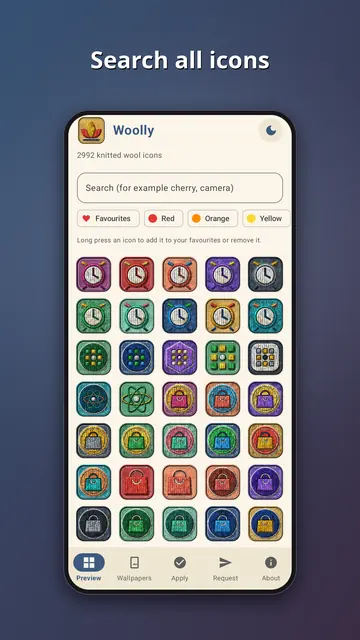 Search all icons
Woolly
2992 knitted wool icons
Search (for example cherry, camera)
Favourites
Red
Orange
Yellow
Long press an icon to add it to your favourites or remove it.
Preview
Wallpapers
Apply
Request
About